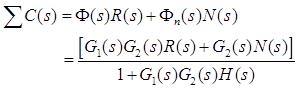 ∑C(s) = Φ(s)R(s) + Φₙ(s)N(s)
= [G₁(s)G₂(s)R(s) + G₂(s)N(s)] / 1 + G₁(s)G₂(s)H(s)